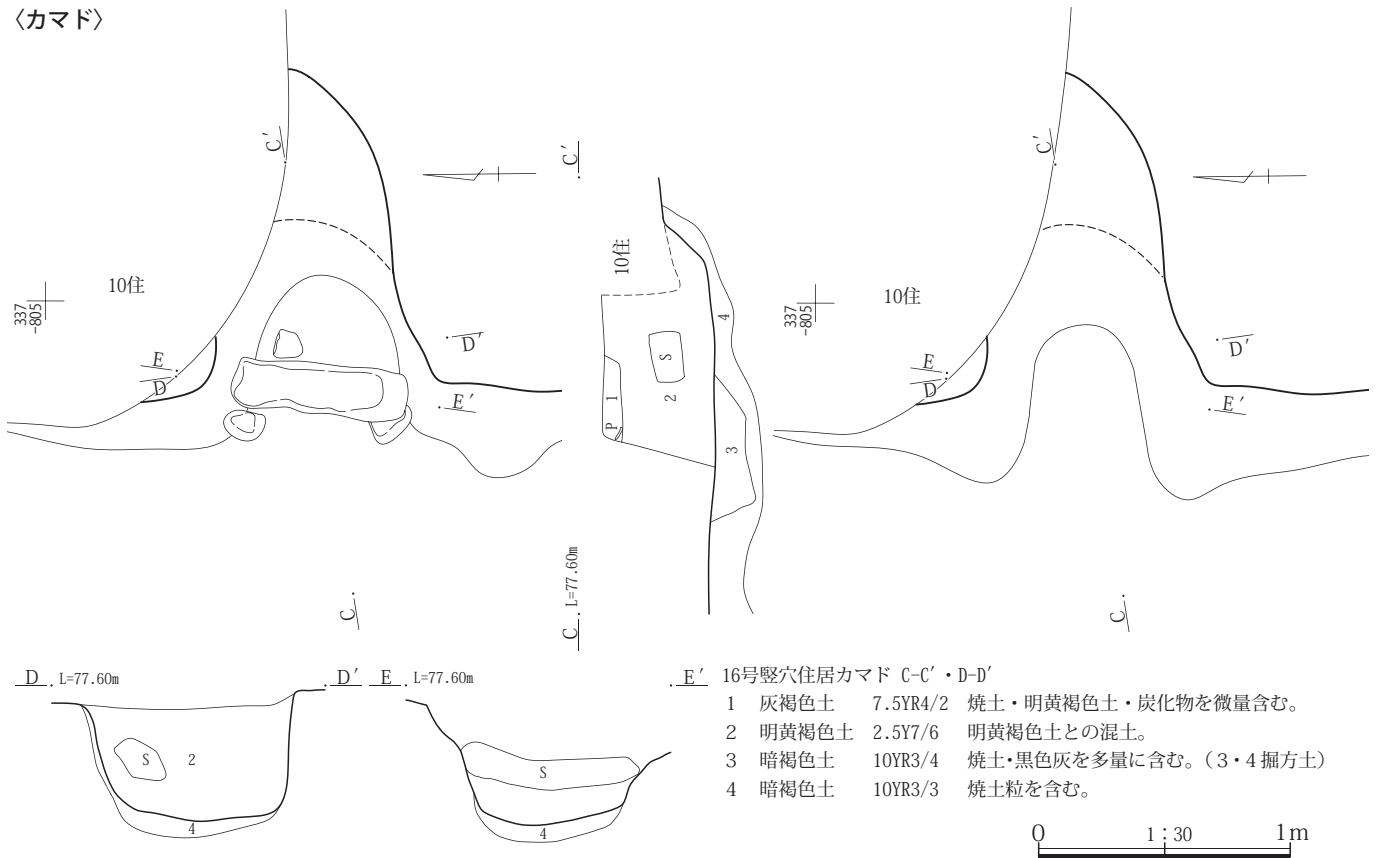 〈カマド〉
C′
10住
337
-805
E
D
D′
E′
C
C′
10住
4
S
1
2
P
3
C L=77.60m
C′
10住
337
-805
E
D
D′
E′
C
D L=77.60m D′
S 2
4
E L=77.60m E′
S
4
16号竪穴住居カマド C-C′・D-D′
1 灰褐色土 7.5YR4/2 焼土・明黄褐色土・炭化物を微量含む。
2 明黄褐色土 2.5Y7/6 明黄褐色土との混土。
3 暗褐色土 10YR3/4 焼土・黒色灰を多量に含む。（3・4掘方土）
4 暗褐色土 10YR3/3 焼土粒を含む。
0 1：30 1m